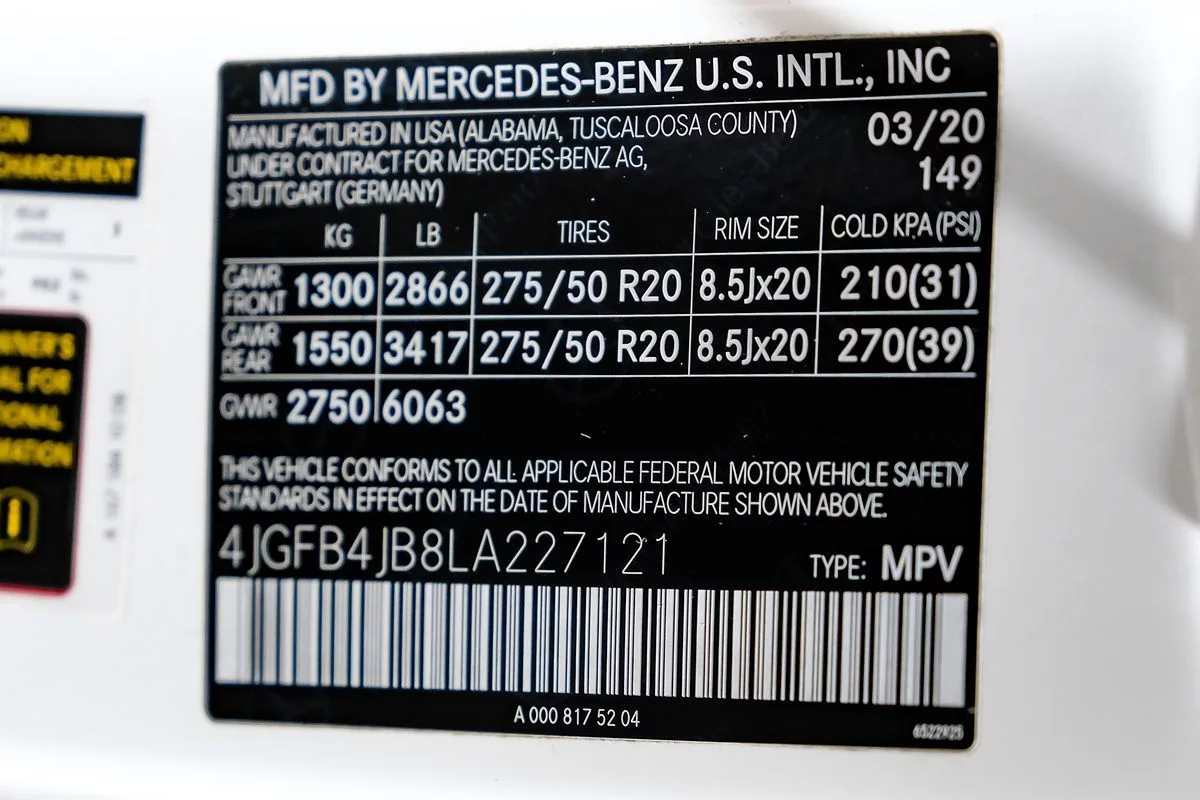 MFD BY MERCEDES-BENZ U.S. INTL., INC
MANUFACTURED IN USA (ALABAMA, TUSCALOOSA COUNTY)
03/20
UNDER CONTRACT FOR MERCEDES-BENZ AG,
149
STUTTGART (GERMANY)
KG LB TIRES RIM SIZE COLD KPA (PSI)
GAWR FRONT 1300 2866 275/50 R20 8.5Jx20 210(31)
GAWR REAR 1550 3417 275/50 R20 8.5Jx20 270(39)
GVWR 2750 6063
THIS VEHICLE CONFORMS TO ALL APPLICABLE FEDERAL MOTOR VEHICLE SAFETY
STANDARDS IN EFFECT ON THE DATE OF MANUFACTURE SHOWN ABOVE.
4JGFB4JB8LA227121
TYPE: MPV
A 000 817 52 04